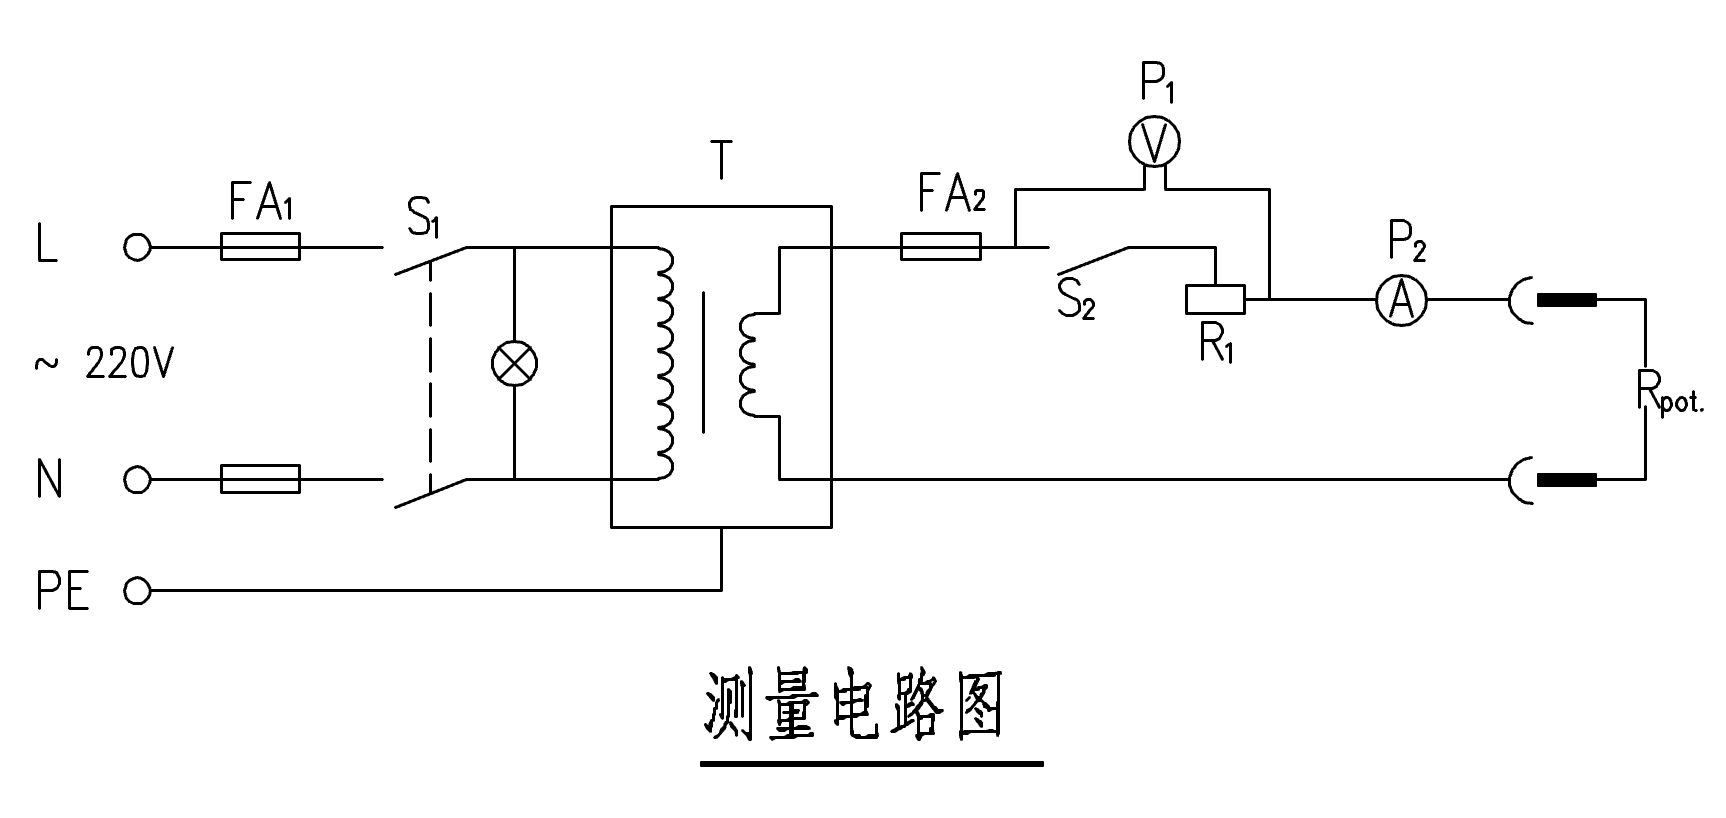 P1
V
T
FA1
FA2
S1
L
P2
A
S2
R1
~ 220V
Rpot.
N
PE
测量电路图